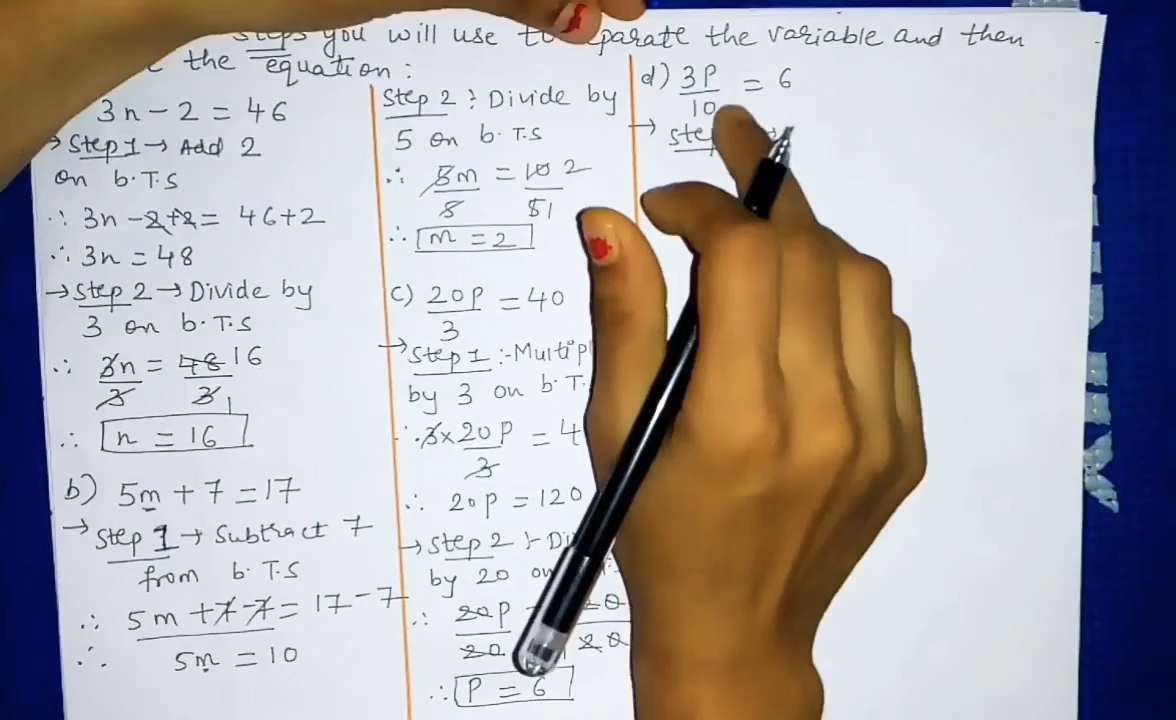 steps you will use to separate the variable and then
the equation :
3n - 2 = 46
→ Step 1 → Add 2
on b.T.S
∴ 3n - 2 + 2 = 46+2
∴ 3n = 48
→ Step 2 → Divide by
3 on b.T.S
∴ 3n/3 = 48/3 16 1
∴ n = 16
b) 5m + 7 = 17
→ Step 1 → Subtract 7
from b.T.S
∴ 5m + 7 - 7 = 17 - 7
∴ 5m = 10
Step 2 : Divide by
5 on b.T.S
∴ 5m/5 = 10/5 2 1
∴ m = 2
c) 20P/3 = 40
→ Step 1 :- 
by 3 on b.T.
∴ 3 × 20P/3 = 4
∴ 20P = 120
→ Step 2 :-
by 20 on
∴ 20P/20 20
∴ P = 6
d) 3P/10 = 6
→ Step